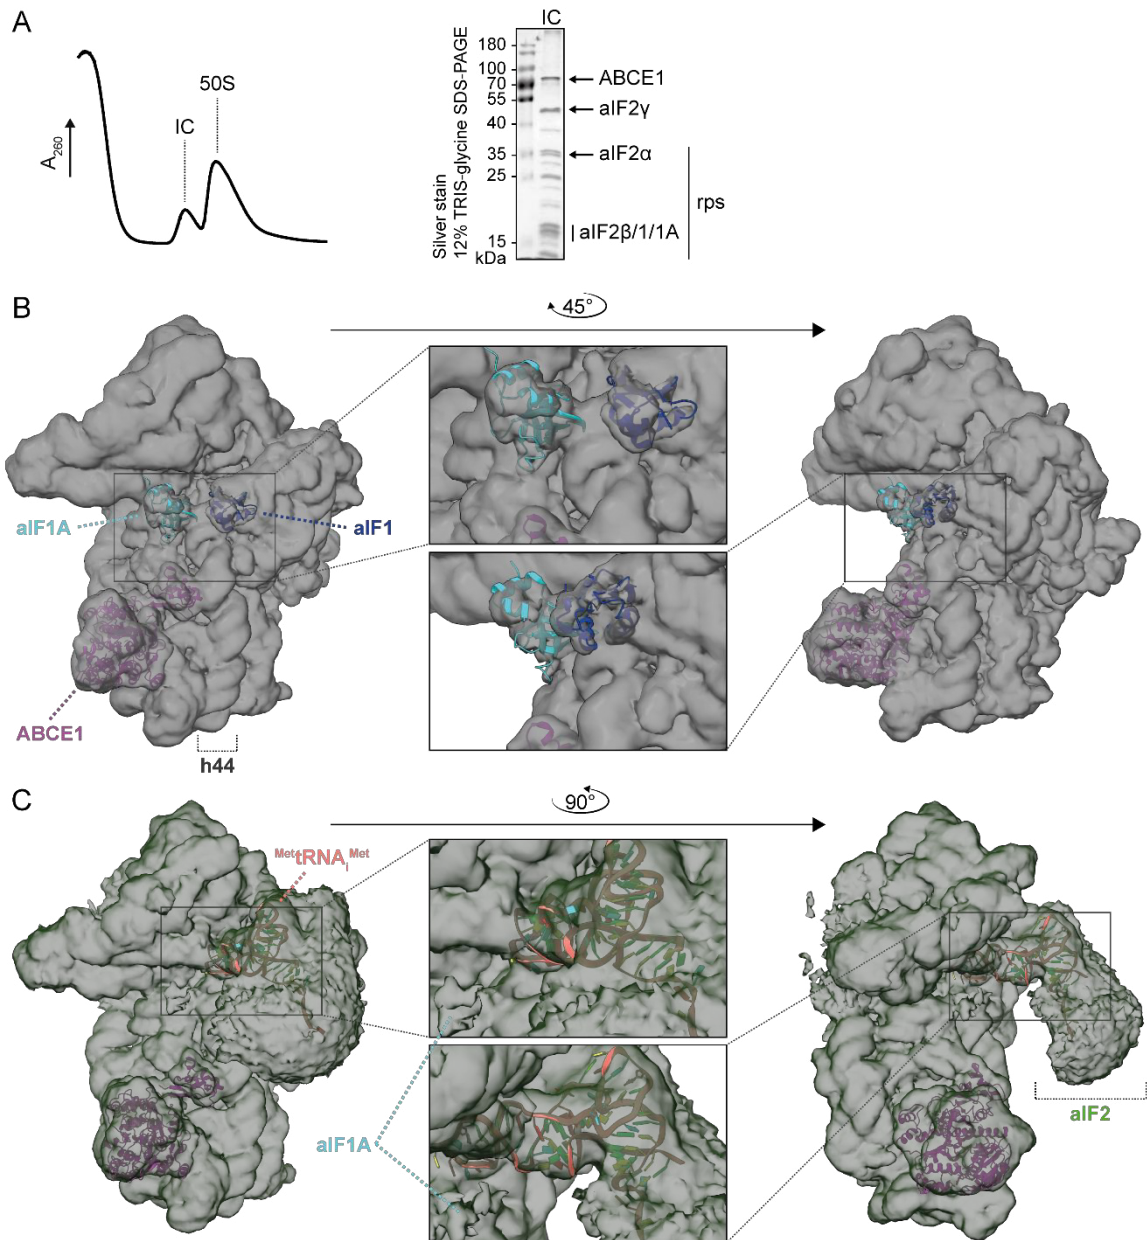 A
A260
IC
50S
Silver stain
12% TRIS-glycine SDS-PAGE
IC
180
100
70
55
40
35
25
15
kDa
ABCE1
aIF2γ
aIF2α
aIF2β/1/1A
rps
B
45°
aIF1A
aIF1
ABCE1
h44
C
90°
MettRNAiMet
aIF1A
aIF2